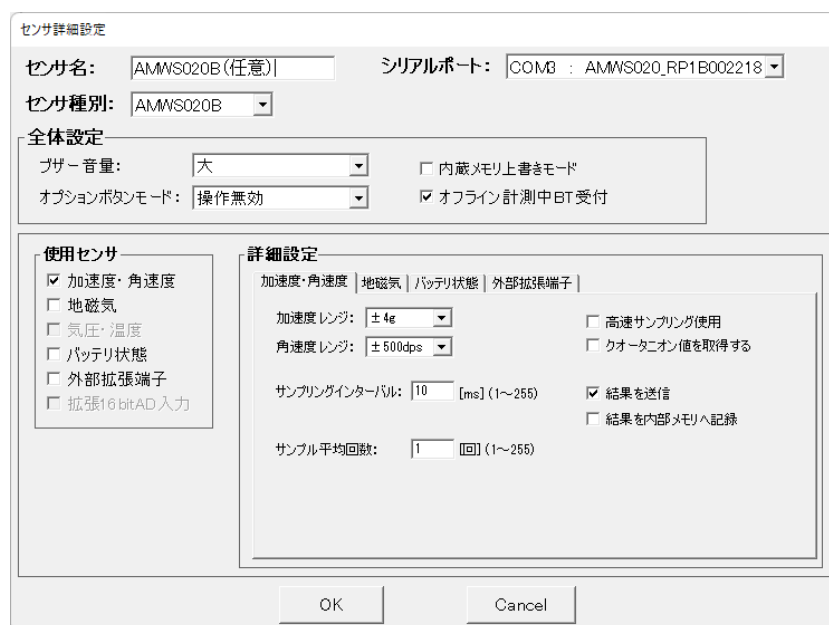 センサ詳細設定
センサ名: AMWS020B(任意) シリアルポート: COM3 : AMWS020_RP1B002218
センサ種別: AMWS020B
全体設定
ブザー音量: 大 内蔵メモリ上書きモード
オプションボタンモード: 操作無効 オフライン計測中BT受付
使用センサ
加速度・角速度
地磁気
気圧・温度
バッテリ状態
外部拡張端子
拡張16bitAD入力
詳細設定
加速度・角速度 地磁気 バッテリ状態 外部拡張端子
加速度レンジ: ±4g 高速サンプリング使用
角速度レンジ: ±500dps クオータニオン値を取得する
サンプリングインターバル: 10 [ms] (1～255) 結果を送信
結果を内部メモリへ記録
サンプル平均回数: 1 [回] (1～255)
OK Cancel